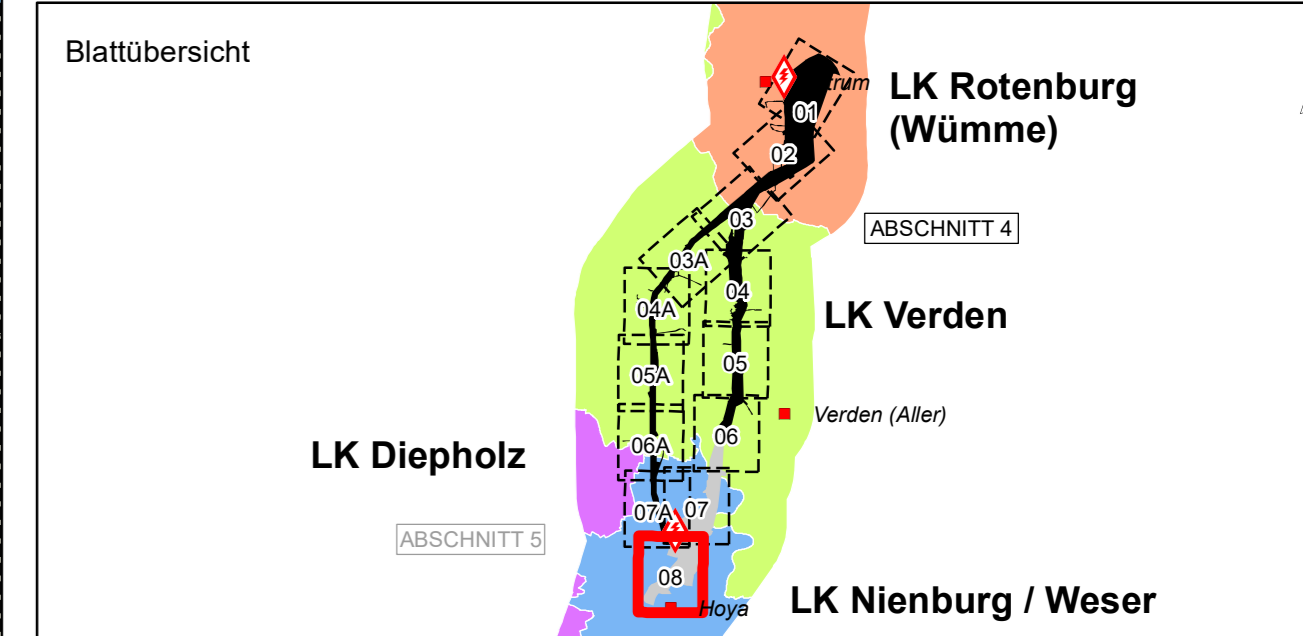 Blattübersicht
LK Rotenburg
(Wümme)
01
02
ABSCHNITT 4
03
03A
04
04A
LK Verden
05
05A
Verden (Aller)
06
06A
LK Diepholz
07A
07
ABSCHNITT 5
08
Hoya
LK Nienburg / Weser